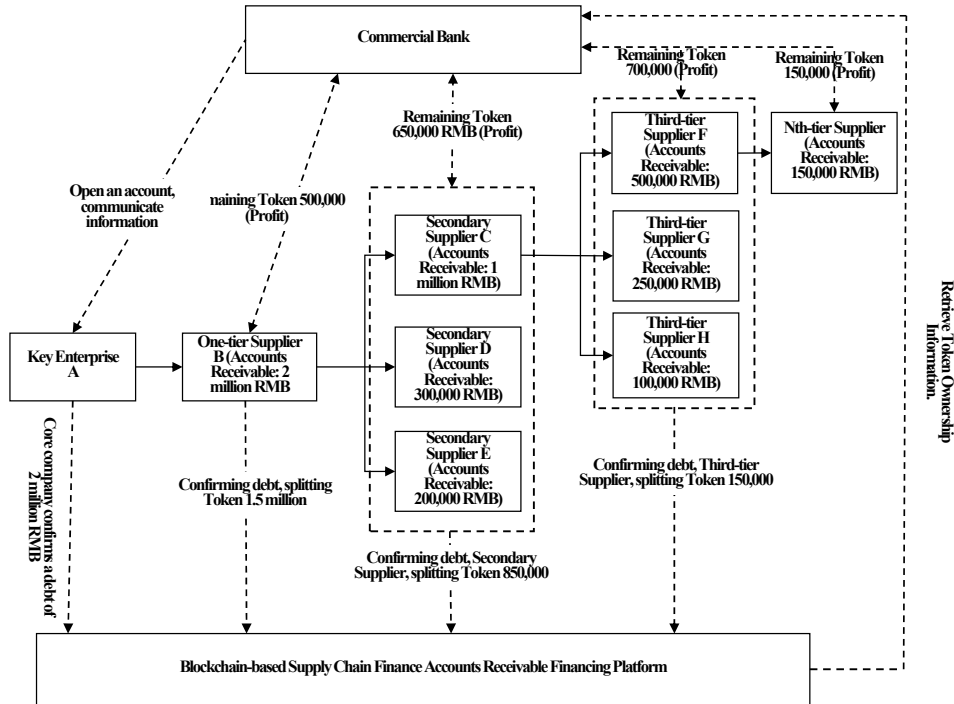 Commercial Bank
Remaining Token
700,000 (Profit)
Remaining Token
150,000 (Profit)
Remaining Token
650,000 RMB (Profit)
Open an account,
communicate
information
naining Token 500,000
(Profit)
Third-tier
Supplier F
(Accounts
Receivable:
500,000 RMB)
Nth-tier Supplier
(Accounts
Receivable:
150,000 RMB)
Secondary
Supplier C
(Accounts
Receivable: 1
million RMB)
Third-tier
Supplier G
(Accounts
Receivable:
250,000 RMB)
Key Enterprise
A
One-tier Supplier
B (Accounts
Receivable: 2
million RMB
Secondary
Supplier D
(Accounts
Receivable:
300,000 RMB)
Third-tier
Supplier H
(Accounts
Receivable:
100,000 RMB)
Secondary
Supplier E
(Accounts
Receivable:
200,000 RMB)
Retrieve Token Ownership
Information.
Core company confirms a debt of
2 million RMB
Confirming debt, splitting
Token 1.5 million
Confirming debt, Third-tier
Supplier, splitting Token 150,000
Confirming debt, Secondary
Supplier, splitting Token 850,000
Blockchain-based Supply Chain Finance Accounts Receivable Financing Platform